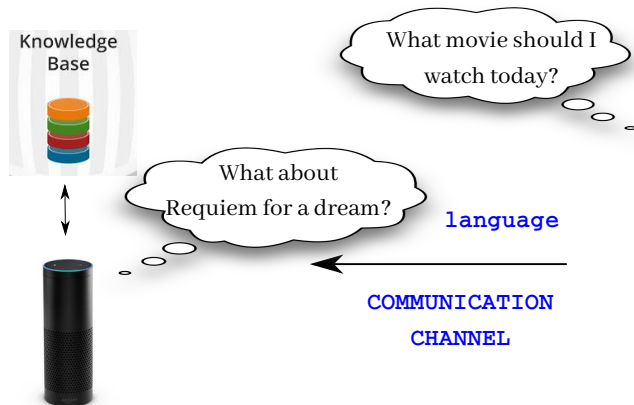 Knowledge
Base
What movie should I
watch today?
What about
Requiem for a dream?
language
COMMUNICATION
CHANNEL